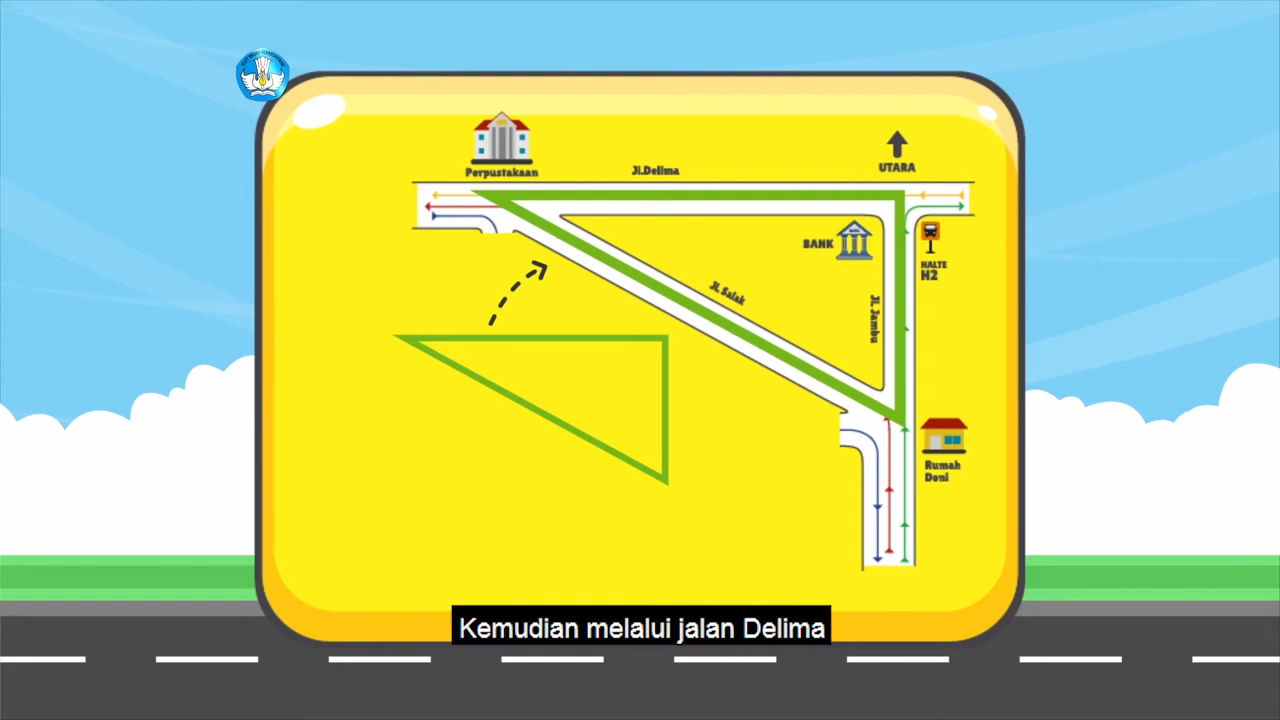 Perpustakaan
Jl.Delima
UTARA
BANK
HALTE
H2
Jl. Salak
Jl. Jambu
Rumah
Doni
Kemudian melalui jalan Delima